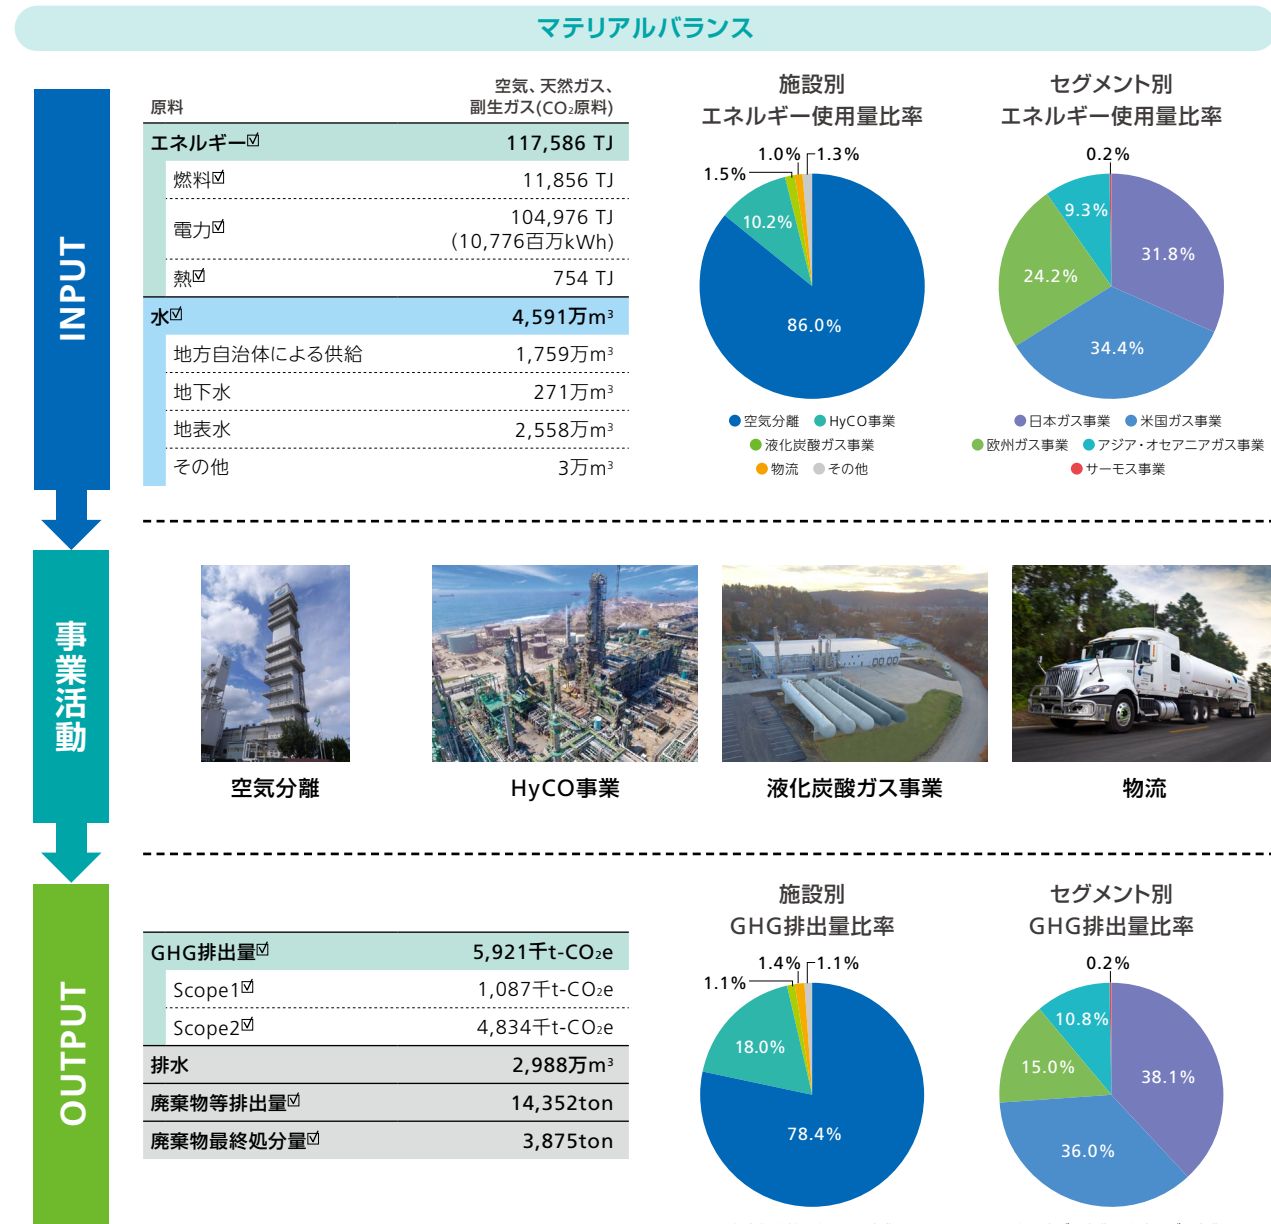 マテリアルバランス
INPUT
原料
空気、天然ガス、
副生ガス(CO₂原料)
エネルギー☑ 117,586 TJ
燃料☑ 11,856 TJ
電力☑ 104,976 TJ
(10,776百万kWh)
熱☑ 754 TJ
水☑ 4,591万m³
地方自治体による供給 1,759万m³
地下水 271万m³
地表水 2,558万m³
その他 3万m³
施設別
エネルギー使用量比率
1.0% 1.3%
1.5%
10.2%
86.0%
●空気分離 ●HyCO事業
●液化炭酸ガス事業
●物流 ●その他
セグメント別
エネルギー使用量比率
0.2%
9.3%
31.8%
24.2%
34.4%
●日本ガス事業 ●米国ガス事業
●欧州ガス事業 ●アジア・オセアニアガス事業
●サーモス事業
事業活動
空気分離
HyCO事業
液化炭酸ガス事業
物流
OUTPUT
GHG排出量☑ 5,921千t-CO₂e
Scope1☑ 1,087千t-CO₂e
Scope2☑ 4,834千t-CO₂e
排水 2,988万m³
廃棄物等排出量☑ 14,352ton
廃棄物最終処分量☑ 3,875ton
施設別
GHG排出量比率
1.4% 1.1%
1.1%
18.0%
78.4%
セグメント別
GHG排出量比率
0.2%
10.8%
15.0%
38.1%
36.0%